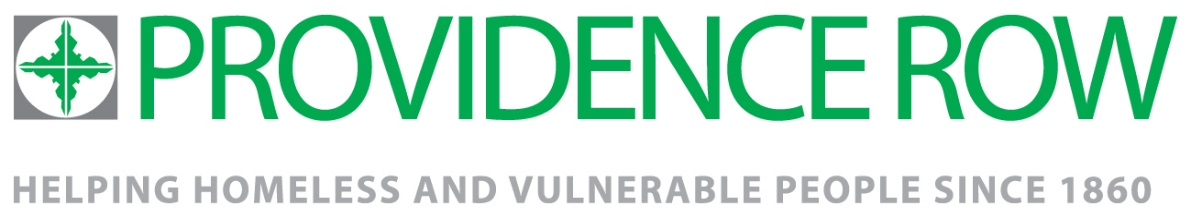 PROVIDENCE ROW
HELPING HOMELESS AND VULNERABLE PEOPLE SINCE 1860